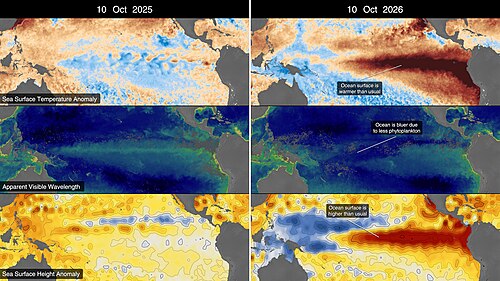 10 Oct 2025
10 Oct 2026
Ocean surface is
warmer than usual
Sea Surface Temperature Anomaly
Ocean is bluer due
to less phytoplankton
Apparent Visible Wavelength
Ocean surface is
higher than usual
Sea Surface Height Anomaly